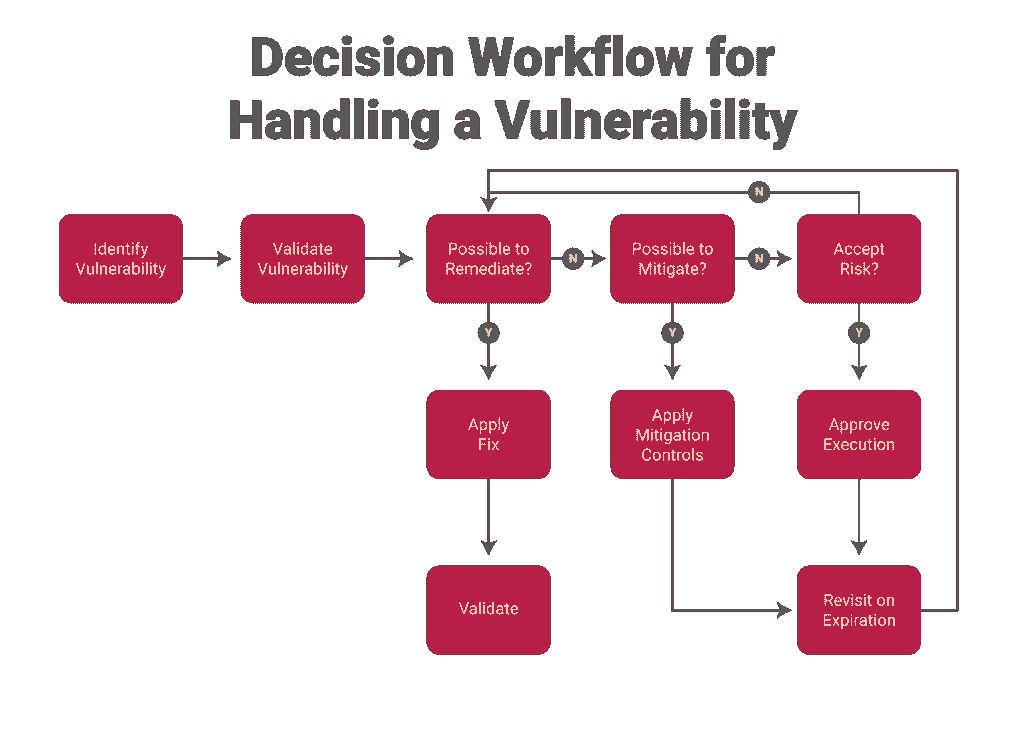 Decision Workflow for
Handling a Vulnerability
N
Identify
Vulnerability
Validate
Vulnerability
Possible to
Remediate?
N
Possible to
Mitigate?
N
Accept
Risk?
Y
Y
Y
Apply
Fix
Apply
Mitigation
Controls
Approve
Execution
Validate
Revisit on
Expiration